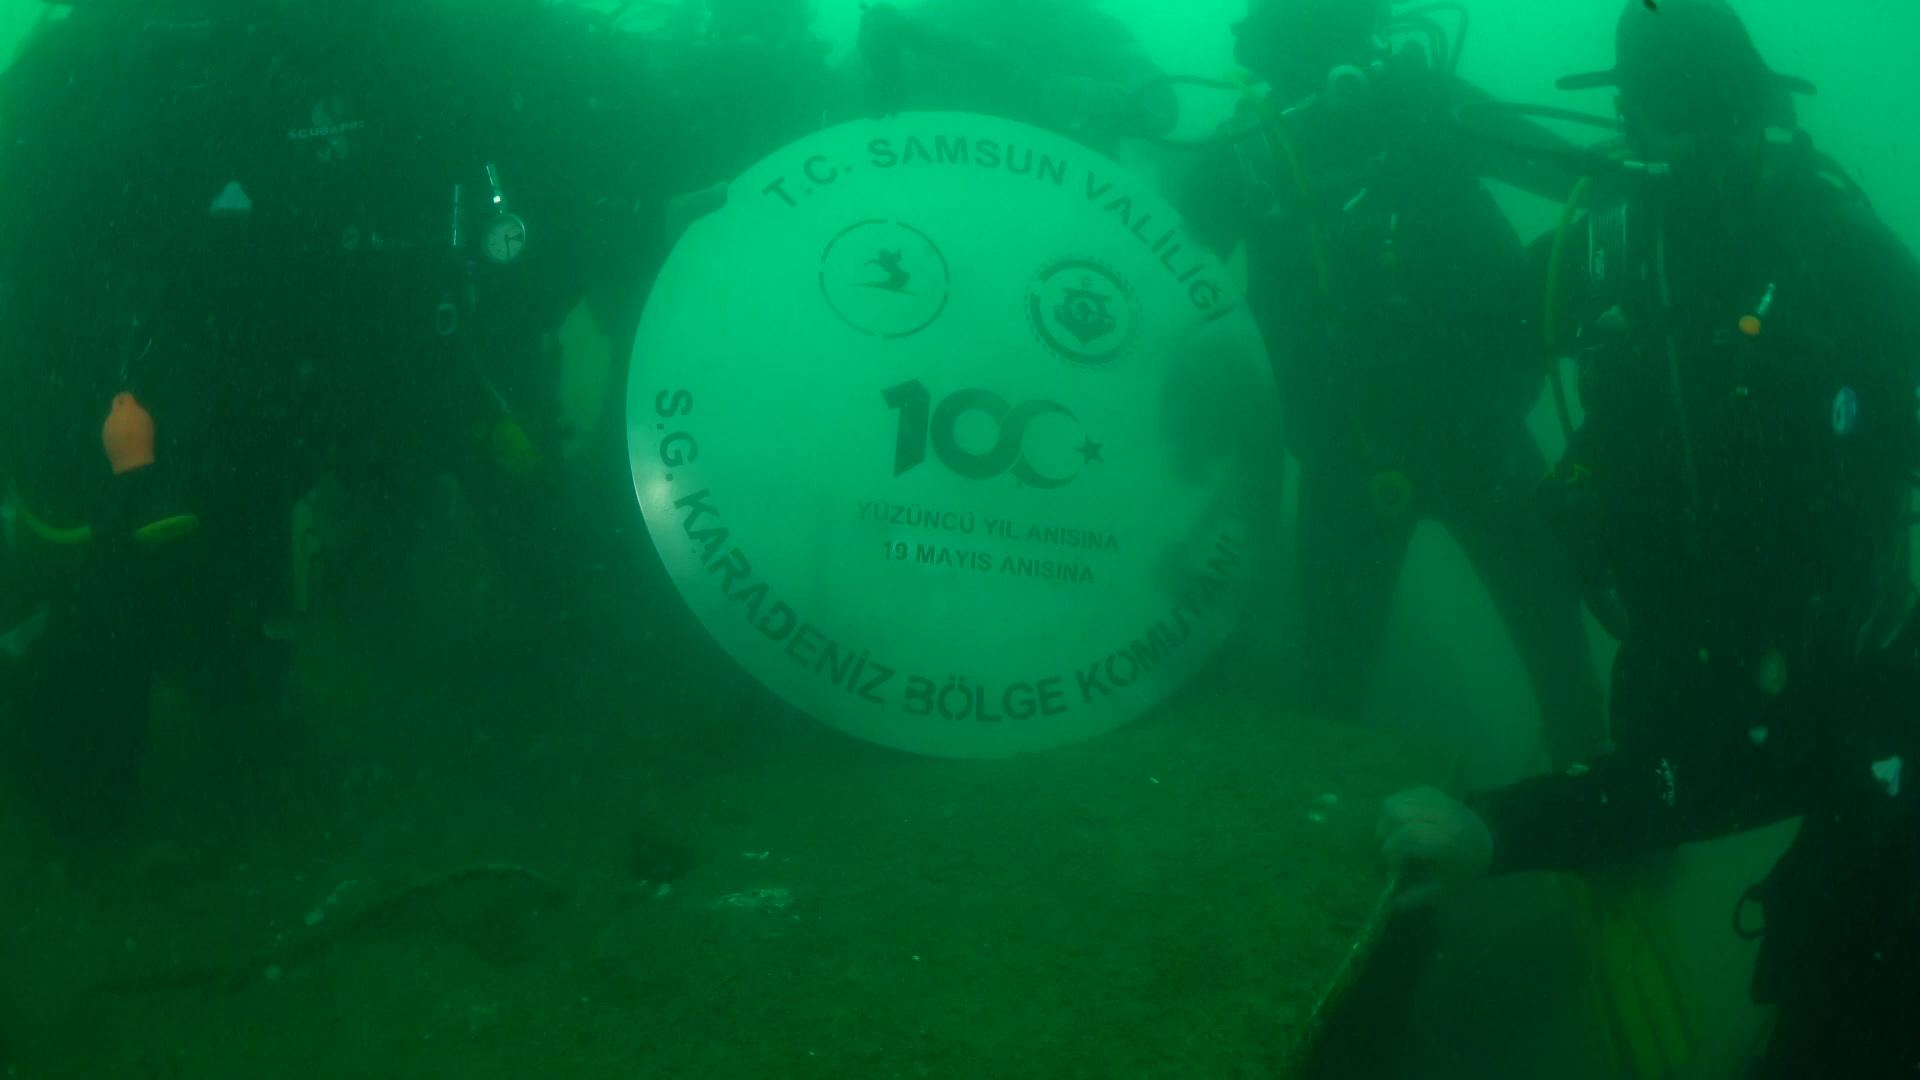 SCUBAPRO
T.C. SAMSUN VALİLİĞİ
100
YÜZÜNCÜ YIL ANISINA
19 MAYIS ANISINA
S.G. KARADENİZ BÖLGE KOMUTANI